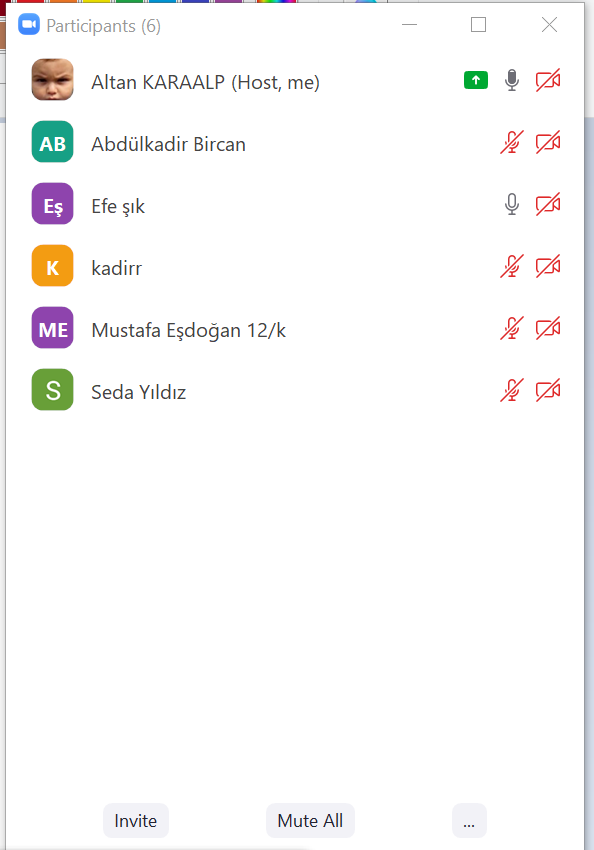 Participants (6)
Altan KARAALP (Host, me)
AB Abdülkadir Bircan
Eş Efe şık
K kadirr
ME Mustafa Eşdoğan 12/k
S Seda Yıldız
Invite Mute All ...